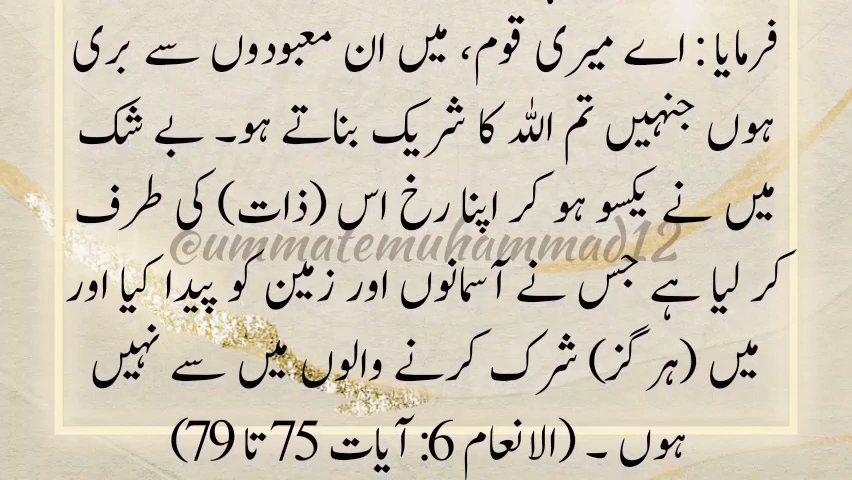 فرمایا: اے میری قوم، میں ان معبودوں سے بری
ہوں جنہیں تم اللہ کا شریک بناتے ہو۔ بے شک
میں نے یکسو ہو کر اپنا رخ اس (ذات) کی طرف
@ummatemuhammad12
کر لیا ہے جس نے آسمانوں اور زمین کو پیدا کیا اور
میں (ہر گز) شرک کرنے والوں میں سے نہیں
ہوں ۔ (الانعام 6: آیات 75 تا 79)